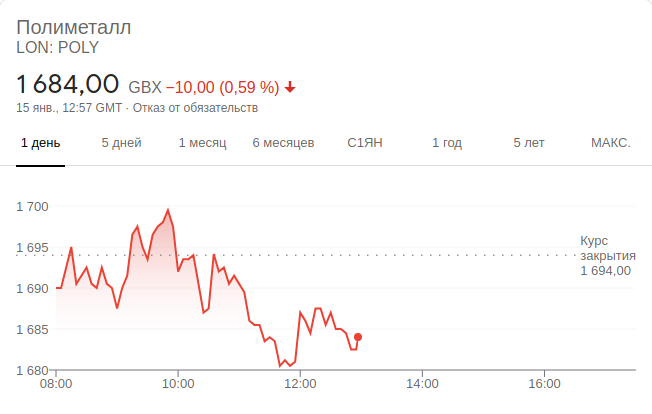 Полиметалл
LON: POLY
1 684,00 GBX −10,00 (0,59 %)
15 янв., 12:57 GMT · Отказ от обязательств
1 день 5 дней 1 месяц 6 месяцев С1ЯН 1 год 5 лет МАКС.
1 700
1 695
1 690
1 685
1 680
Курс
закрытия
1 694,00
08:00 10:00 12:00 14:00 16:00